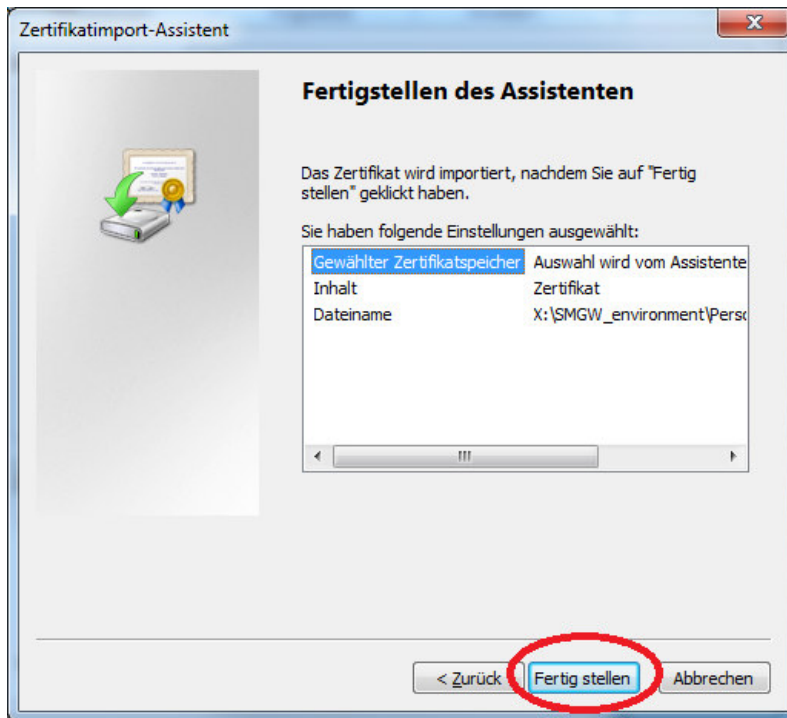 Zertifikatimport-Assistent
Fertigstellen des Assistenten
Das Zertifikat wird importiert, nachdem Sie auf "Fertig
stellen" geklickt haben.
Sie haben folgende Einstellungen ausgewählt:
Gewählter Zertifikatspeicher Auswahl wird vom Assistente
Inhalt Zertifikat
Dateiname X:\SMGW_environment\Perso
< Zurück Fertig stellen Abbrechen